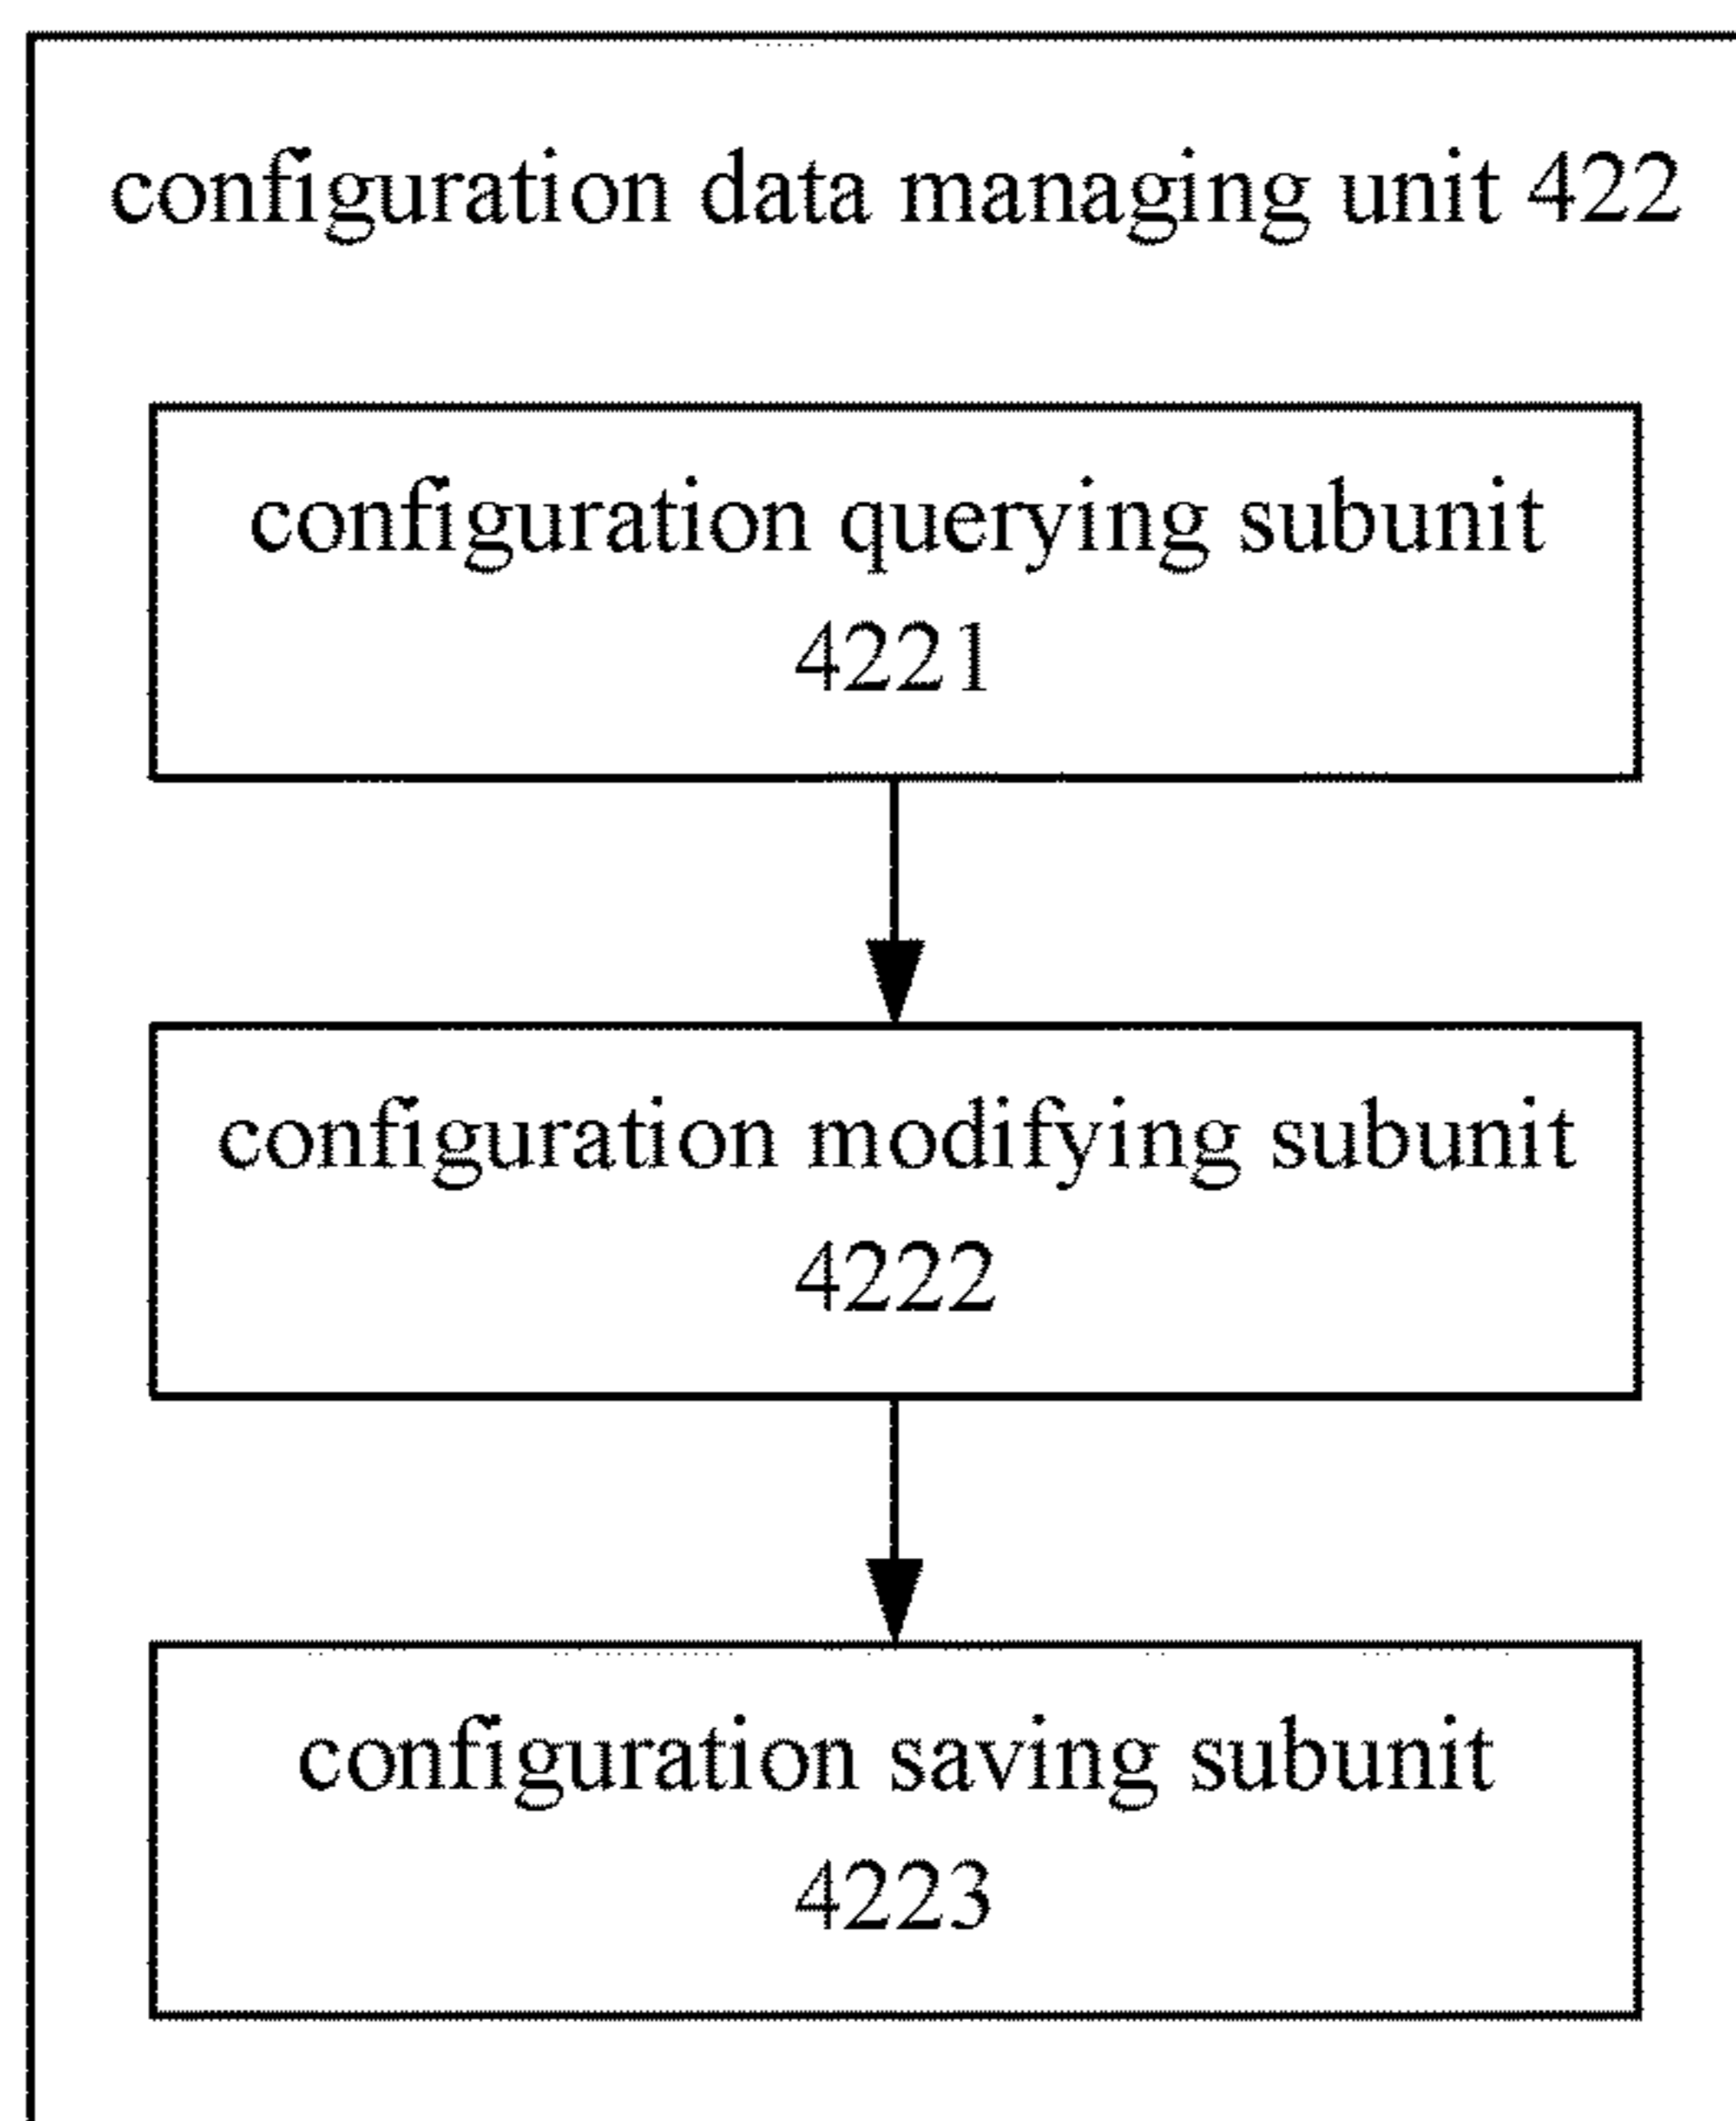 configuration data managing unit 422
configuration querying subunit
4221
configuration modifying subunit
4222
configuration saving subunit
4223